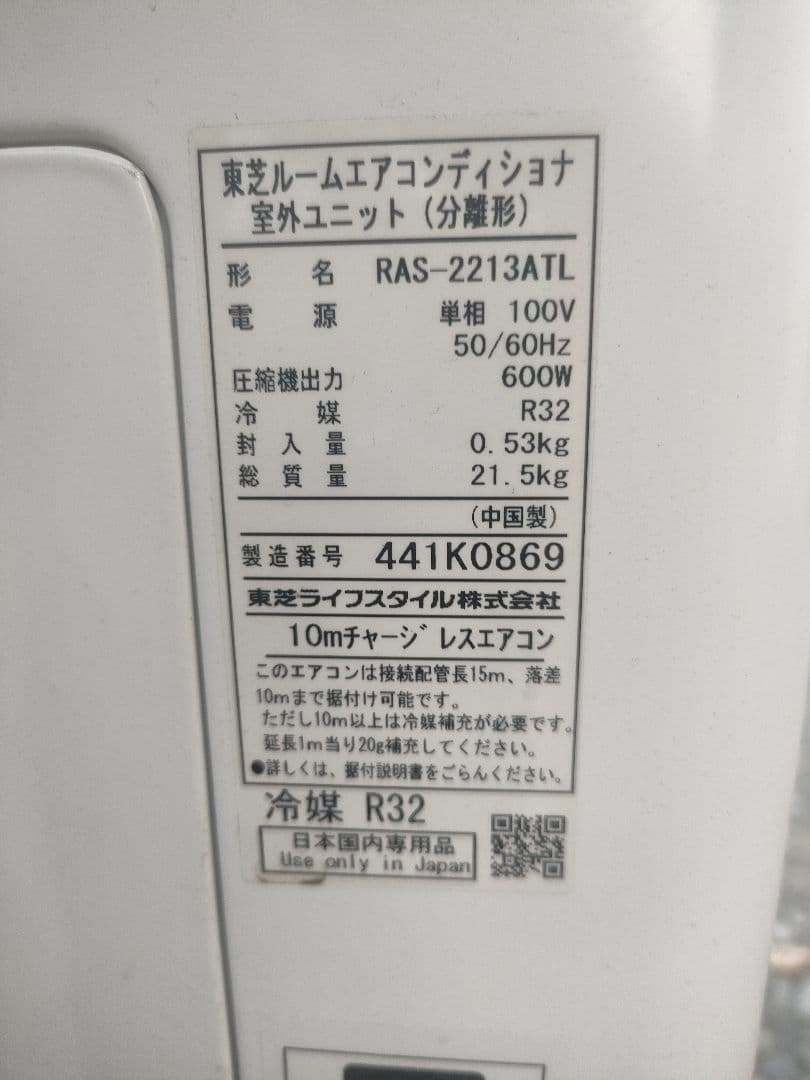 東芝ルームエアコンディショナ
室外ユニット（分離形）
形名 RAS-2213ATL
電源 単相 100V
50/60Hz
圧縮機出力 600W
冷媒 R32
封入量 0.53kg
総質量 21.5kg
（中国製）
製造番号 441K0869
東芝ライフスタイル株式会社
10mチャージレスエアコン
このエアコンは接続配管長15m、落差
10mまで据付け可能です。
ただし10m以上は冷媒補充が必要です。
延長1m当り20g補充してください。
●詳しくは、据付説明書をごらんください。
冷媒 R32
日本国内専用品
Use only in Japan